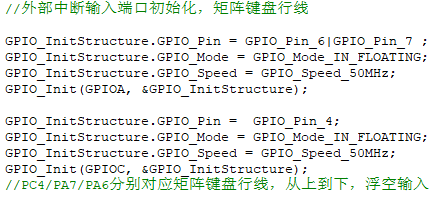 //外部中断输入端口初始化，矩阵键盘行线
GPIO_InitStructure.GPIO_Pin = GPIO_Pin_6|GPIO_Pin_7 ;
GPIO_InitStructure.GPIO_Mode = GPIO_Mode_IN_FLOATING;
GPIO_InitStructure.GPIO_Speed = GPIO_Speed_50MHz;
GPIO_Init(GPIOA, &GPIO_InitStructure);
GPIO_InitStructure.GPIO_Pin =  GPIO_Pin_4;
GPIO_InitStructure.GPIO_Mode = GPIO_Mode_IN_FLOATING;
GPIO_InitStructure.GPIO_Speed = GPIO_Speed_50MHz;
GPIO_Init(GPIOC, &GPIO_InitStructure);
//PC4/PA7/PA6分别对应矩阵键盘行线，从上到下，浮空输入